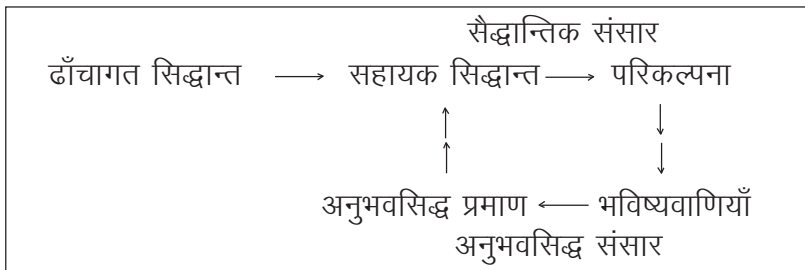 सैद्धान्तिक संसार
ढाँचागत सिद्धान्त → सहायक सिद्धान्त → परिकल्पना
अनुभवसिद्ध प्रमाण ← भविष्यवाणियाँ
अनुभवसिद्ध संसार